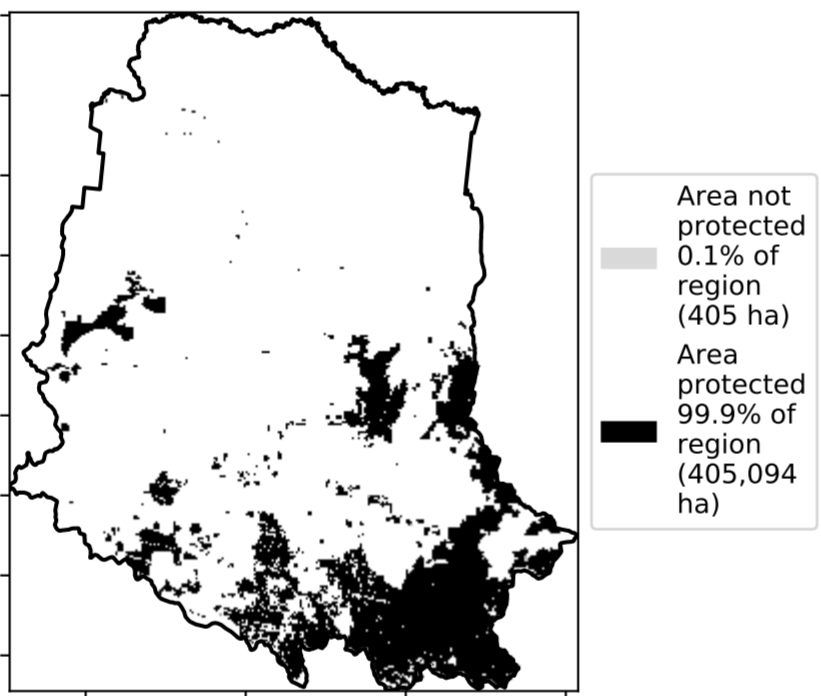 Area not
protected
0.1% of
region
(405 ha)
Area
protected
99.9% of
region
(405,094
ha)